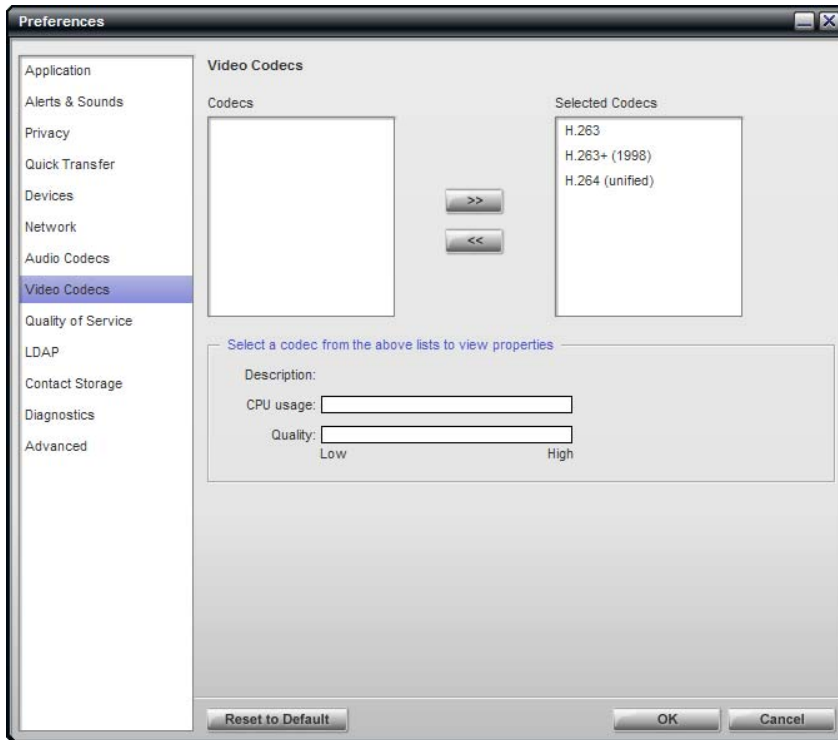 Preferences
Application
Alerts & Sounds
Privacy
Quick Transfer
Devices
Network
Audio Codecs
Video Codecs
Quality of Service
LDAP
Contact Storage
Diagnostics
Advanced
Video Codecs
Codecs
>>
<<
Selected Codecs
H.263
H.263+ (1998)
H.264 (unified)
Select a codec from the above lists to view properties
Description:
CPU usage:
Quality:
Low High
Reset to Default OK Cancel